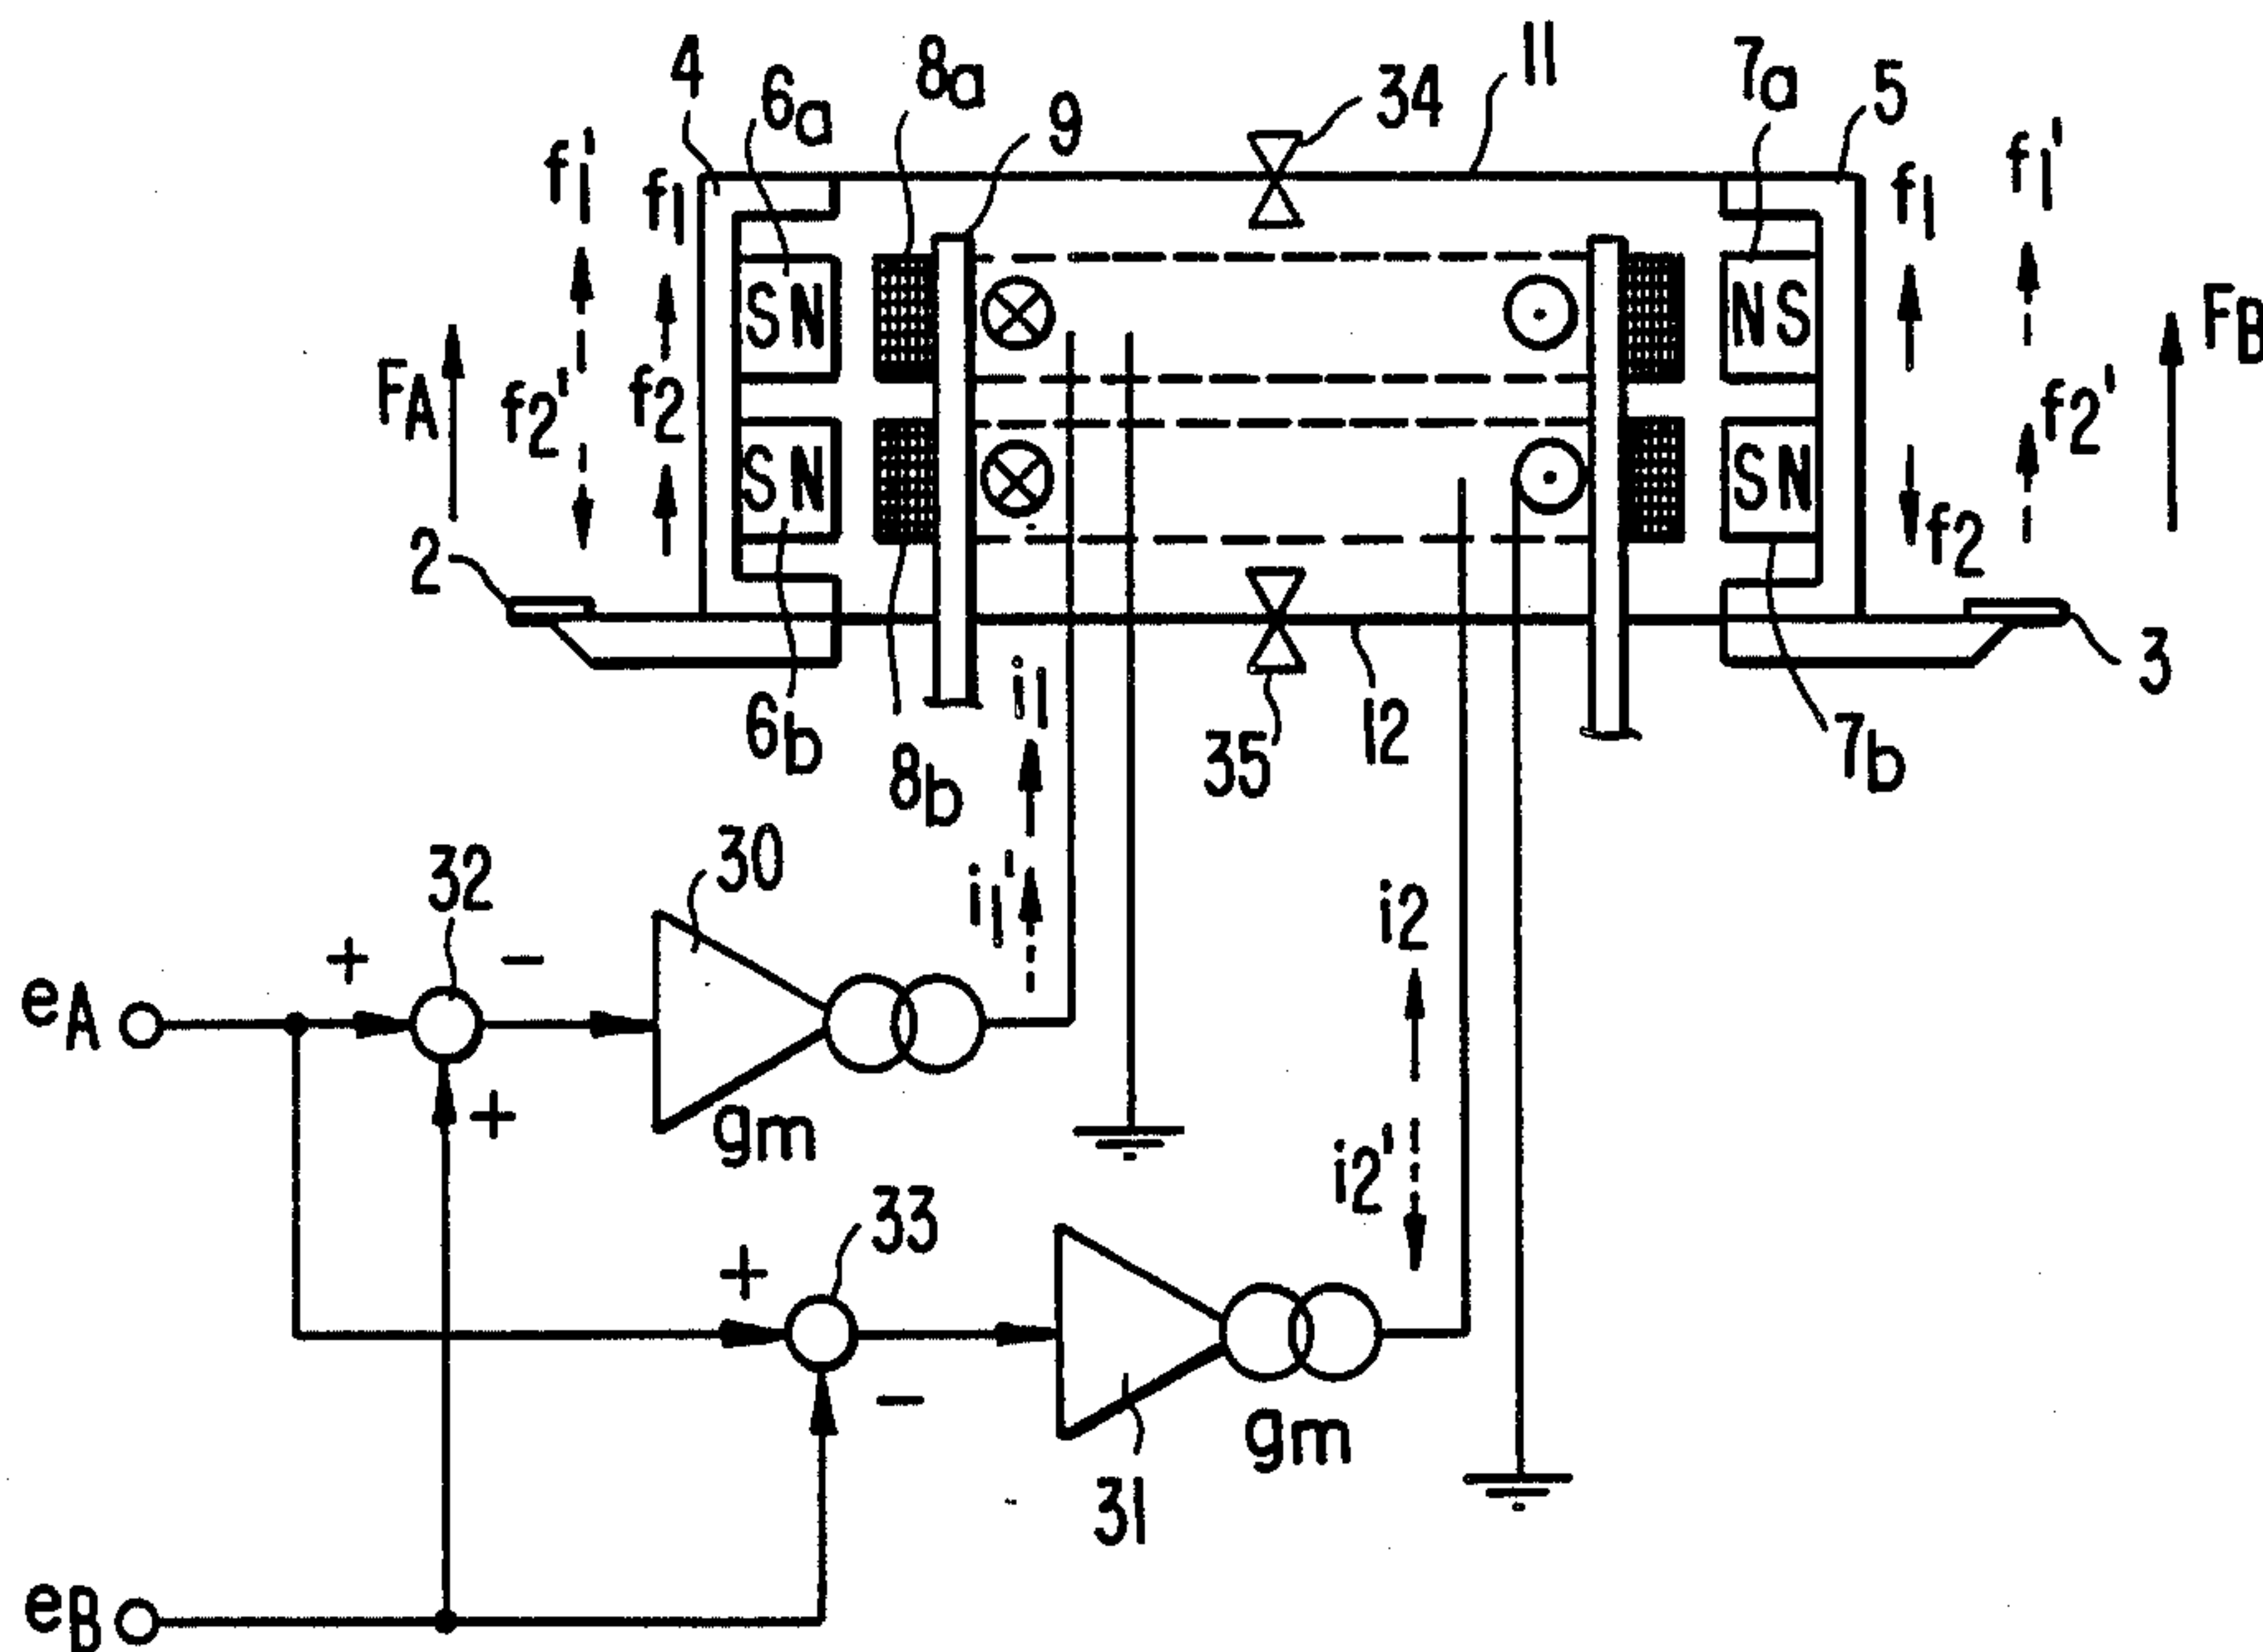 4
6a
8a
9
34
11
7a
5
f1'
f1
f1
f1'
SN
NS
FA
FB
f2'
f2
f2'
SN
SN
f2
2
3
6b
8b
i1
35
12
7b
30
32
i1'
i2
+
-
eA
+
gm
i2'
33
+
-
gm
31
eB